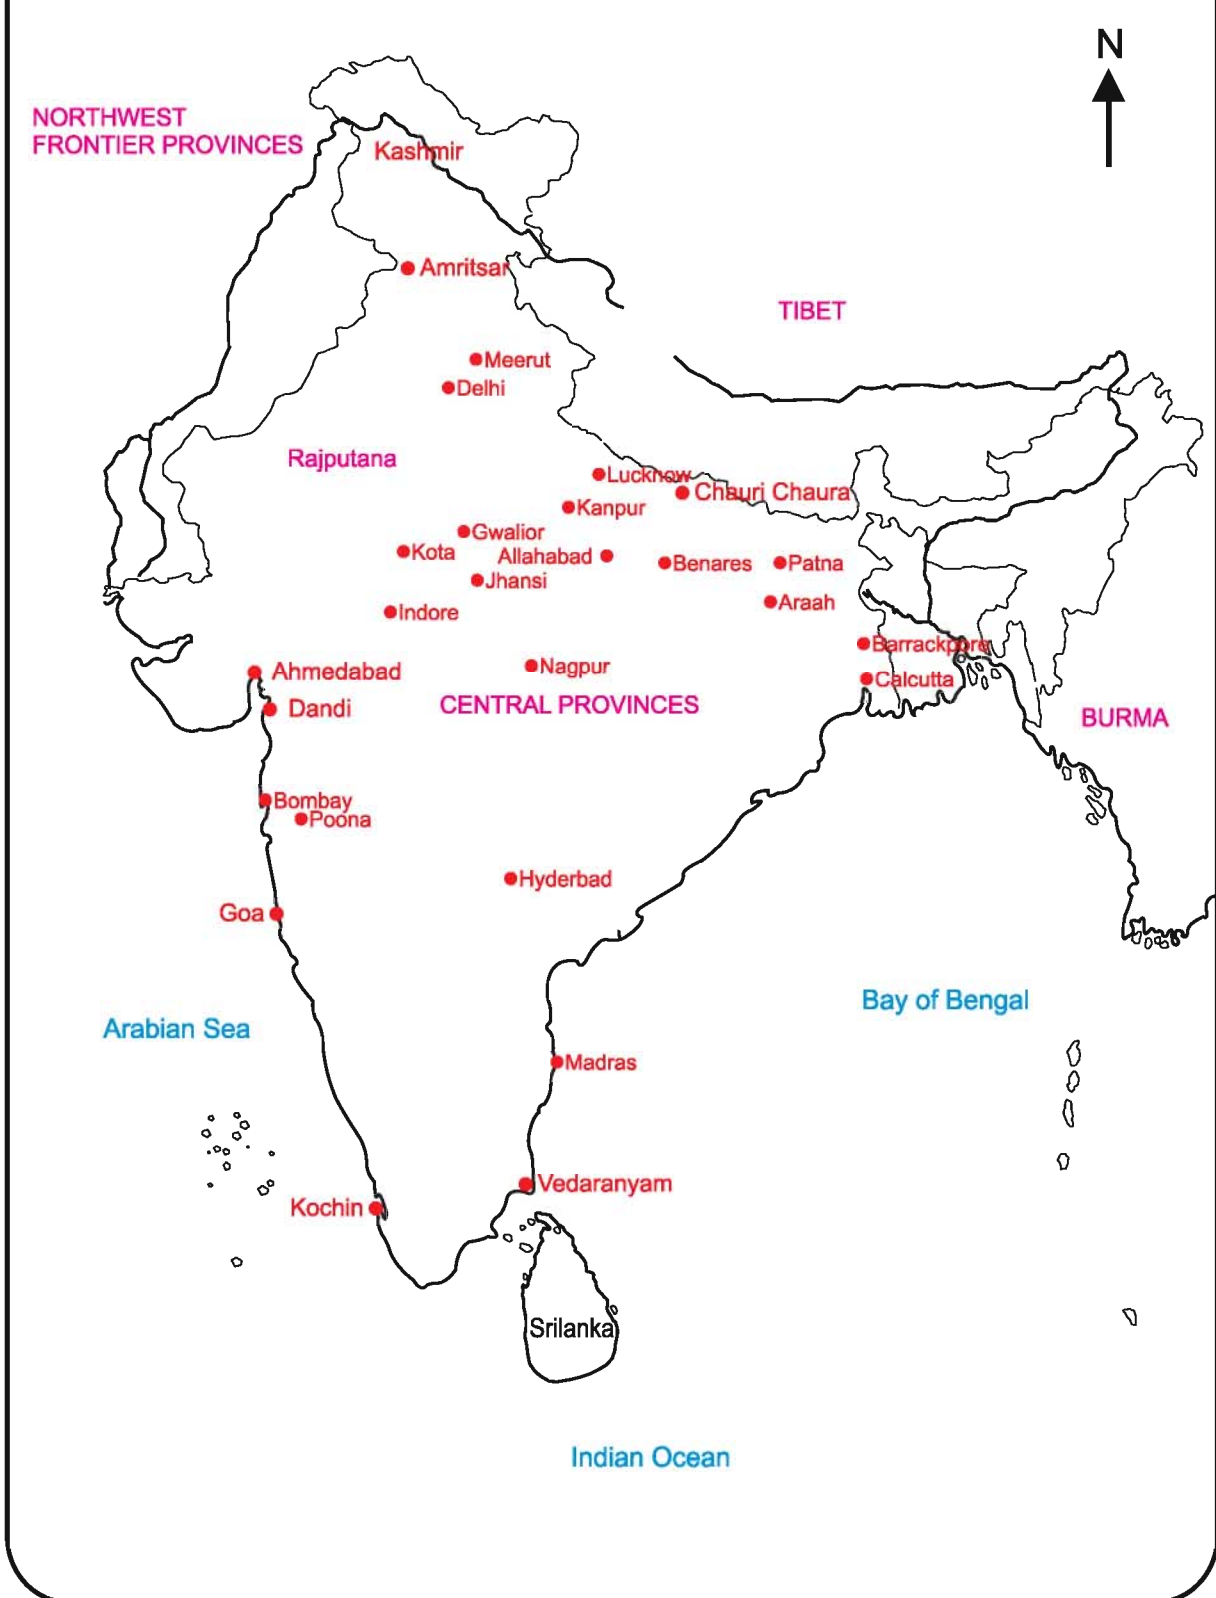 N
NORTHWEST
FRONTIER PROVINCES
Kashmir
Amritsar
TIBET
Meerut
Delhi
Rajputana
Lucknow
Chauri Chaura
Kanpur
Gwalior
Kota
Allahabad
Benares
Patna
Jhansi
Araah
Indore
Barrackpore
Nagpur
Ahmedabad
Calcutta
CENTRAL PROVINCES
Dandi
BURMA
Bombay
Poona
Hyderbad
Goa
Bay of Bengal
Arabian Sea
Madras
Vedaranyam
Kochin
Srilanka
Indian Ocean